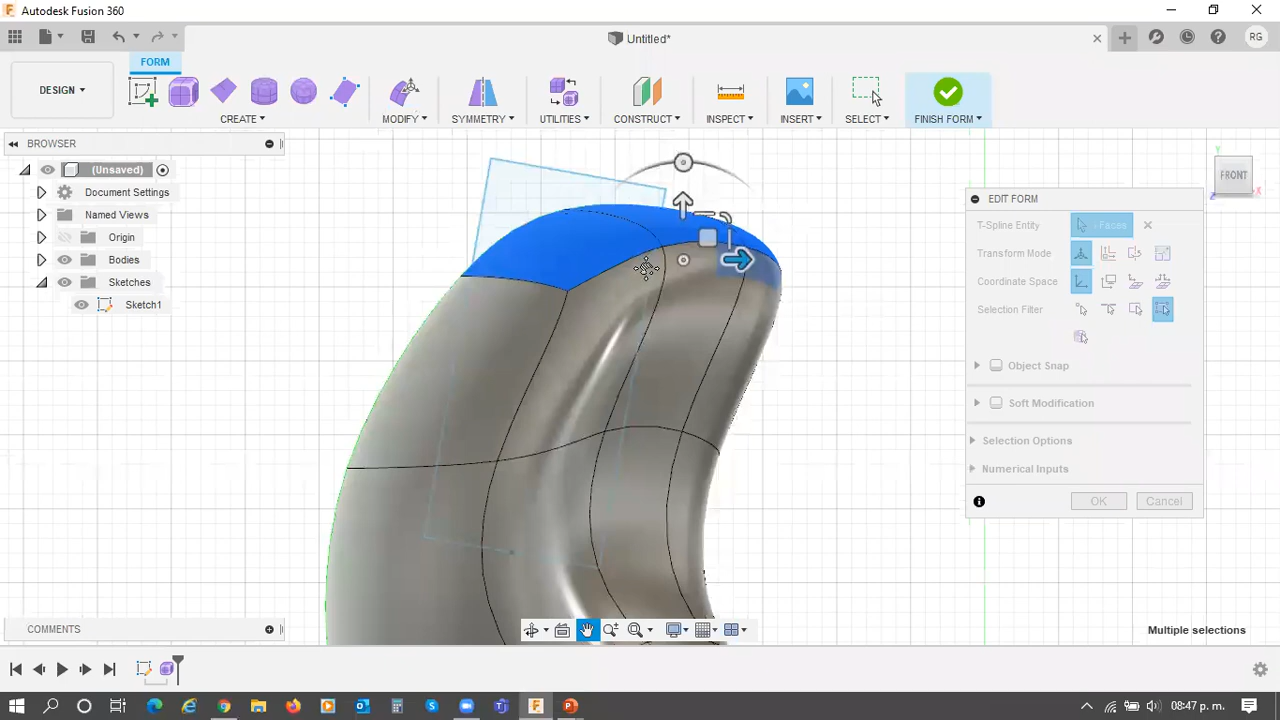 Autodesk Fusion 360
Untitled*
RG
FORM
DESIGN
CREATE
MODIFY
SYMMETRY
UTILITIES
CONSTRUCT
INSPECT
INSERT
SELECT
FINISH FORM
BROWSER
(Unsaved)
Document Settings
Named Views
Origin
Bodies
Sketches
Sketch1
Y
FRONT
X
Z
EDIT FORM
T-Spline Entity
Faces
Transform Mode
Coordinate Space
Selection Filter
Object Snap
Soft Modification
Selection Options
Numerical Inputs
OK
Cancel
COMMENTS
Multiple selections
08:47 p. m.